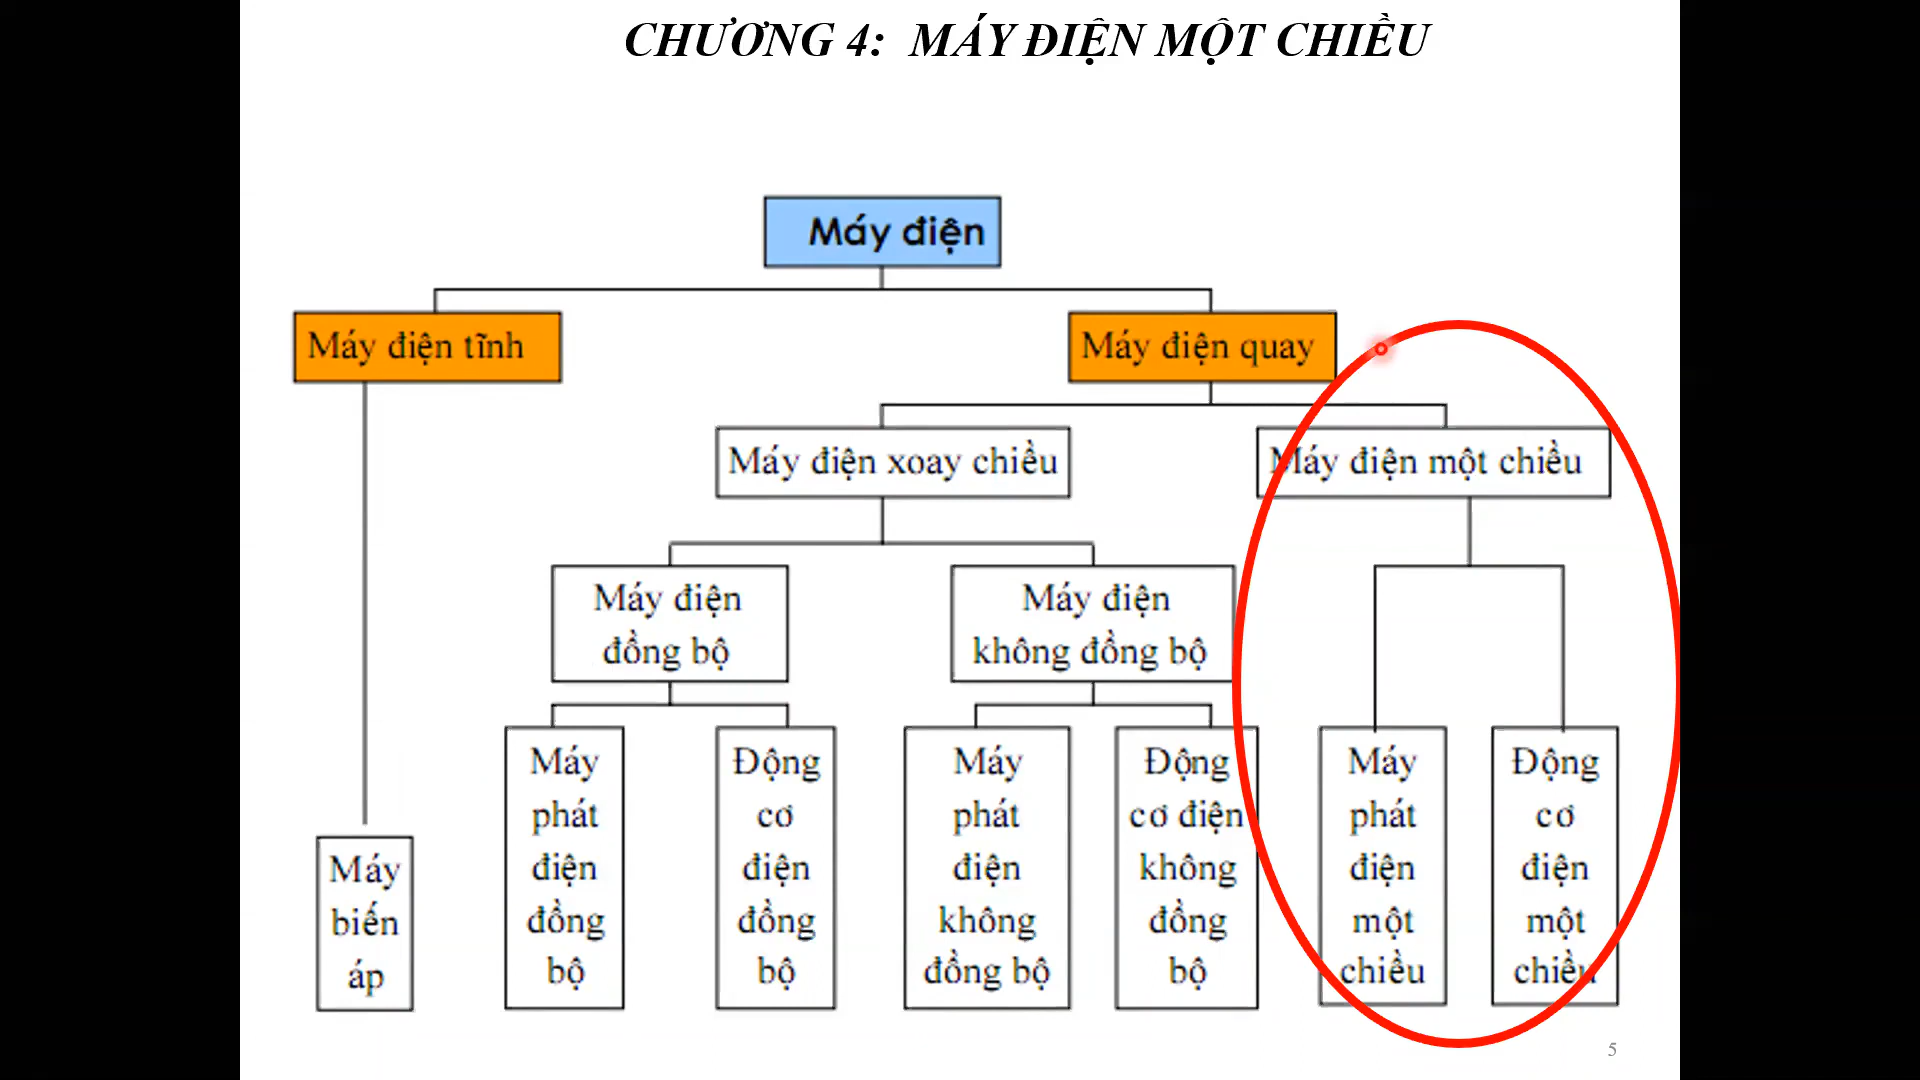 CHƯƠNG 4: MÁY ĐIỆN MỘT CHIỀU
Máy điện
Máy điện tĩnh
Máy điện quay
Máy điện xoay chiều
Máy điện một chiều
Máy điện
đồng bộ
Máy điện
không đồng bộ
Máy
biến
áp
Máy
phát
điện
đồng
bộ
Động
cơ
điện
đồng
bộ
Máy
phát
điện
không
đồng bộ
Động
cơ điện
không
đồng
bộ
Máy
phát
điện
một
chiều
Động
cơ
điện
một
chiều
5